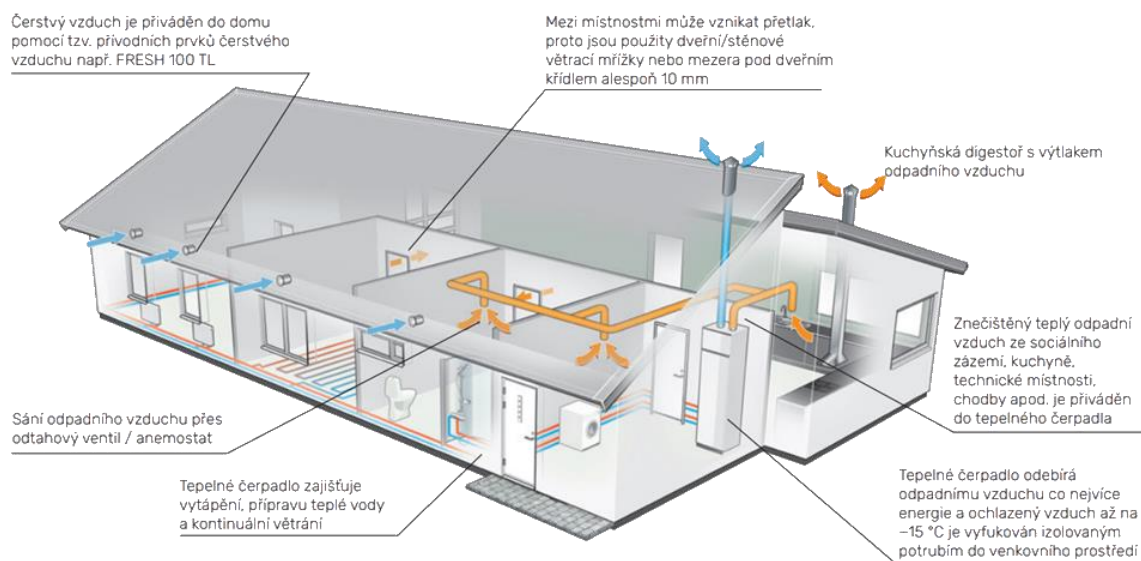 Čerstvý vzduch je přiváděn do domu
pomocí tzv. přívodních prvků čerstvého
vzduchu např. FRESH 100 TL
Mezi místnostmi může vznikat přetlak,
proto jsou použity dveřní/stěnové
větrací mřížky nebo mezera pod dveřním
křídlem alespoň 10 mm
Kuchyňská digestoř s výtlakem
odpadního vzduchu
Znečištěný teplý odpadní
vzduch ze sociálního
zázemí, kuchyně,
technické místnosti,
chodby apod. je přiváděn
do tepelného čerpadla
Sání odpadního vzduchu přes
odtahový ventil / anemostat
Tepelné čerpadlo zajišťuje
vytápění, přípravu teplé vody
a kontinuální větrání
Tepelné čerpadlo odebírá
odpadnímu vzduchu co nejvíce
energie a ochlazený vzduch až na
–15 °C je vyfukován izolovaným
potrubím do venkovního prostředí